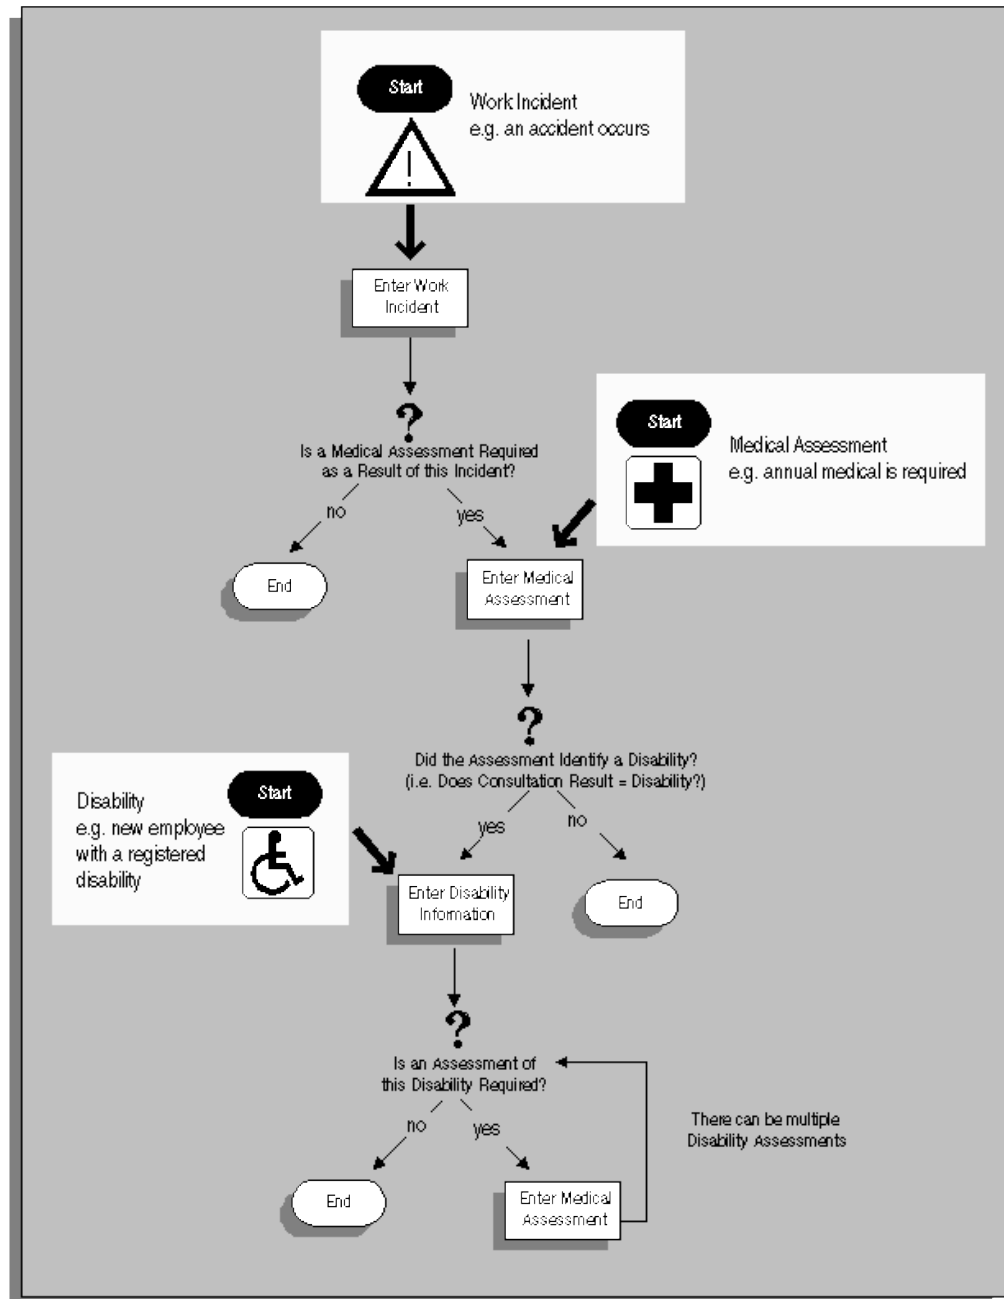 Start
Work Incident
e.g. an accident occurs
Enter Work
Incident
?
Is a Medical Assessment Required
as a Result of this Incident?
no
yes
Start
Medical Assessment
e.g. annual medical is required
End
Enter Medical
Assessment
?
Did the Assessment Identify a Disability?
(i.e. Does Consultation Result = Disability?)
yes
no
Start
Disability
e.g. new employee
with a registered
disability
Enter Disability
Information
End
?
Is an Assessment of
this Disability Required?
no
yes
There can be multiple
Disability Assessments
End
Enter Medical
Assessment